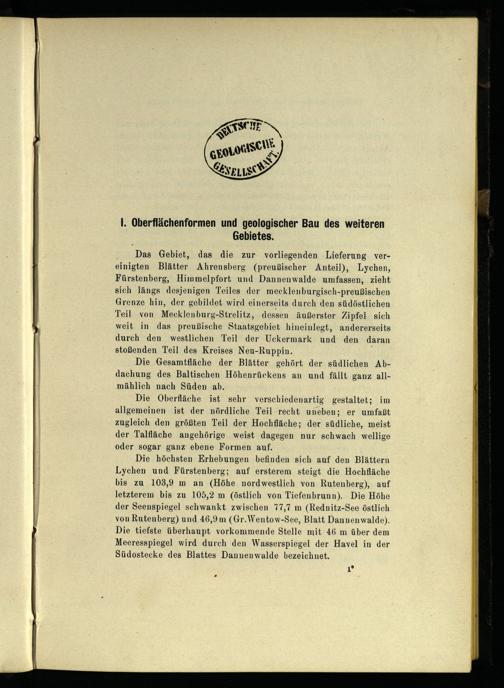 DEUTSCHE
GEOLOGISCHE
GESELLSCHAFT.
I. Oberflächenformen und geologischer Bau des weiteren
Gebietes.
Das Gebiet, das die zur vorliegenden Lieferung ver-
einigten Blätter Ahrensberg (preußischer Anteil), Lychen,
Fürstenberg, Himmelpfort und Dannenwalde umfassen, zieht
sich längs desjenigen Teiles der mecklenburgisch-preußischen
Grenze hin, der gebildet wird einerseits durch den südöstlichen
Teil von Mecklenburg-Strelitz, dessen äußerster Zipfel sich
weit in das preußische Staatsgebiet hineinlegt, andererseits
durch den westlichen Teil der Uckermark und den daran
stoßenden Teil des Kreises Neu-Ruppin.
Die Gesamtfläche der Blätter gehört der südlichen Ab-
dachung des Baltischen Höhenrückens an und fällt ganz all-
mählich nach Süden ab.
Die Oberfläche ist sehr verschiedenartig gestaltet; im
allgemeinen ist der nördliche Teil recht uneben; er umfaßt
zugleich den größten Teil der Hochfläche; der südliche, meist
der Talfläche angehörige weist dagegen nur schwach wellige
oder sogar ganz ebene Formen auf.
Die höchsten Erhebungen befinden sich auf den Blättern
Lychen und Fürstenberg; auf ersterem steigt die Hochfläche
bis zu 103,9 m an (Höhe nordwestlich von Rutenberg), auf
letzterem bis zu 105,2 m (östlich von Tiefenbrunn). Die Höhe
der Seenspiegel schwankt zwischen 77,7 m (Rednitz-See östlich
von Rutenberg) und 46,9 m (Gr. Wentow-See, Blatt Dannenwalde).
Die tiefste überhaupt vorkommende Stelle mit 46 m über dem
Meeresspiegel wird durch den Wasserspiegel der Havel in der
Südostecke des Blattes Dannenwalde bezeichnet.
1*